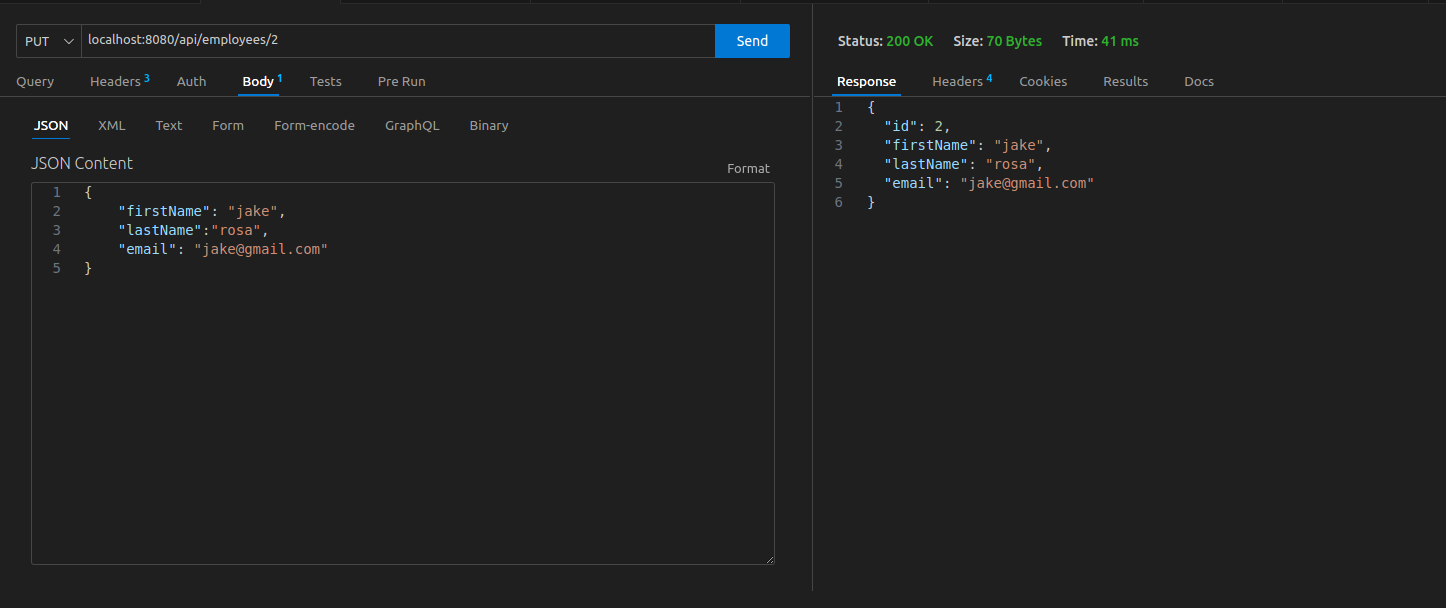 PUT localhost:8080/api/employees/2 Send
Query Headers 3 Auth Body 1 Tests Pre Run
JSON XML Text Form Form-encode GraphQL Binary
JSON Content
Format
1 {
2 "firstName": "jake",
3 "lastName":"rosa",
4 "email": "jake@gmail.com"
5 }
Status: 200 OK Size: 70 Bytes Time: 41 ms
Response Headers 4 Cookies Results Docs
1 {
2 "id": 2,
3 "firstName": "jake",
4 "lastName": "rosa",
5 "email": "jake@gmail.com"
6 }